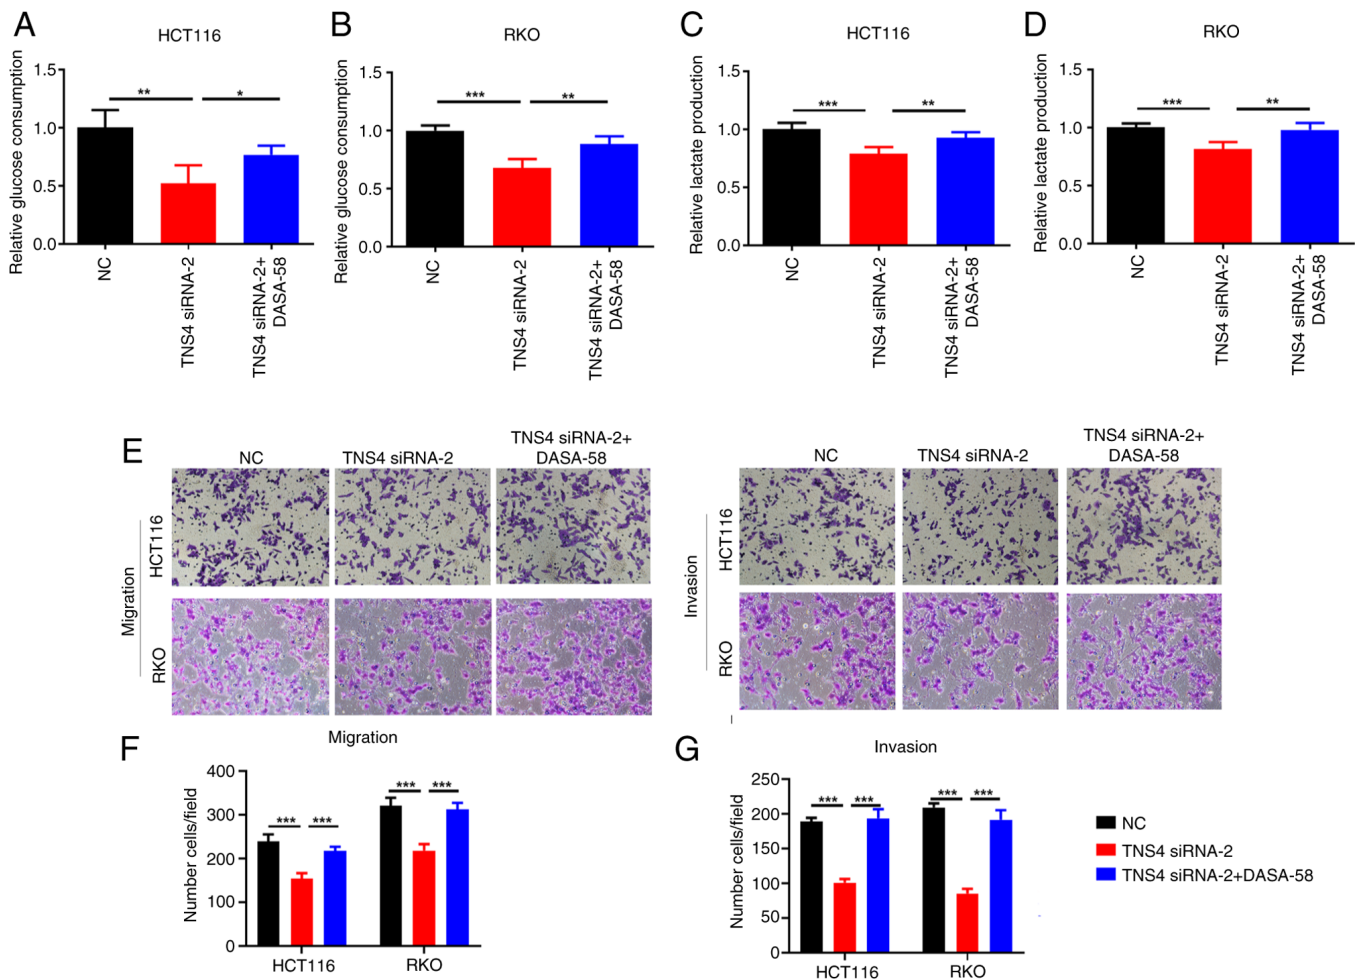 A
HCT116
Relative glucose consumption
1.5
1.0
0.5
0.0
**
*
NC
TNS4 siRNA-2
TNS4 siRNA-2+
DASA-58
B
RKO
Relative glucose consumption
1.5
1.0
0.5
0.0
***
**
NC
TNS4 siRNA-2
TNS4 siRNA-2+
DASA-58
C
HCT116
Relative lactate production
1.5
1.0
0.5
0.0
***
**
NC
TNS4 siRNA-2
TNS4 siRNA-2+
DASA-58
D
RKO
Relative lactate production
1.5
1.0
0.5
0.0
***
**
NC
TNS4 siRNA-2
TNS4 siRNA-2+
DASA-58
E
NC
TNS4 siRNA-2
TNS4 siRNA-2+
DASA-58
Migration
HCT116
RKO
NC
TNS4 siRNA-2
TNS4 siRNA-2+
DASA-58
Invasion
HCT116
RKO
F
Migration
Number cells/field
400
300
200
100
0
***
***
***
***
HCT116
RKO
G
Invasion
Number cells/field
250
200
150
100
50
0
***
***
***
***
HCT116
RKO
NC
TNS4 siRNA-2
TNS4 siRNA-2+DASA-58